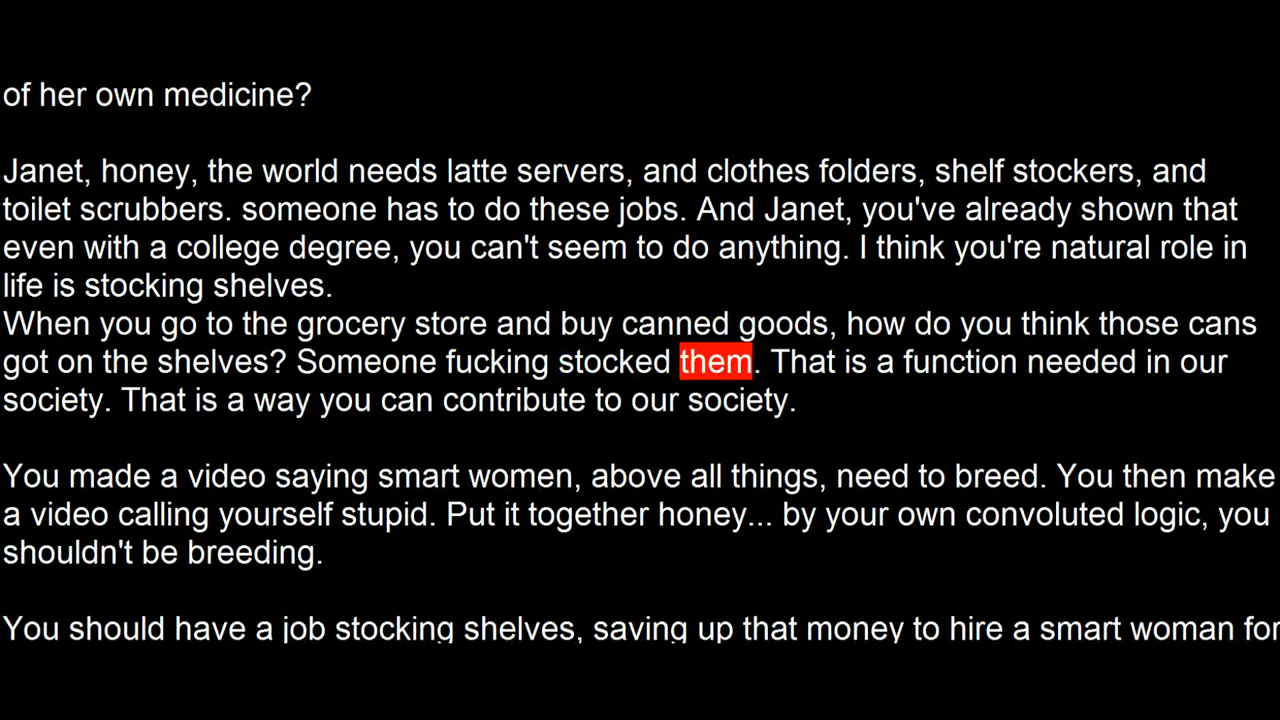 of her own medicine?
Janet, honey, the world needs latte servers, and clothes folders, shelf stockers, and
toilet scrubbers. someone has to do these jobs. And Janet, you've already shown that
even with a college degree, you can't seem to do anything. I think you're natural role in
life is stocking shelves.
When you go to the grocery store and buy canned goods, how do you think those cans
got on the shelves? Someone fucking stocked them. That is a function needed in our
society. That is a way you can contribute to our society.
You made a video saying smart women, above all things, need to breed. You then make
a video calling yourself stupid. Put it together honey... by your own convoluted logic, you
shouldn't be breeding.
You should have a job stocking shelves, saving up that money to hire a smart woman for